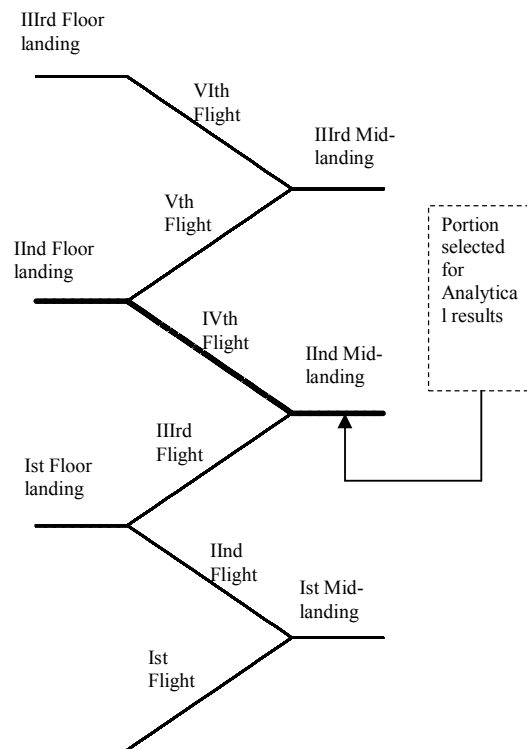 IIIrd Floor
landing
VIth
Flight
IIIrd Mid-
landing
Vth
Flight
Portion
selected
for
Analytica
l results
IInd Floor
landing
IVth
Flight
IInd Mid-
landing
IIIrd
Flight
Ist Floor
landing
IInd
Flight
Ist Mid-
landing
Ist
Flight